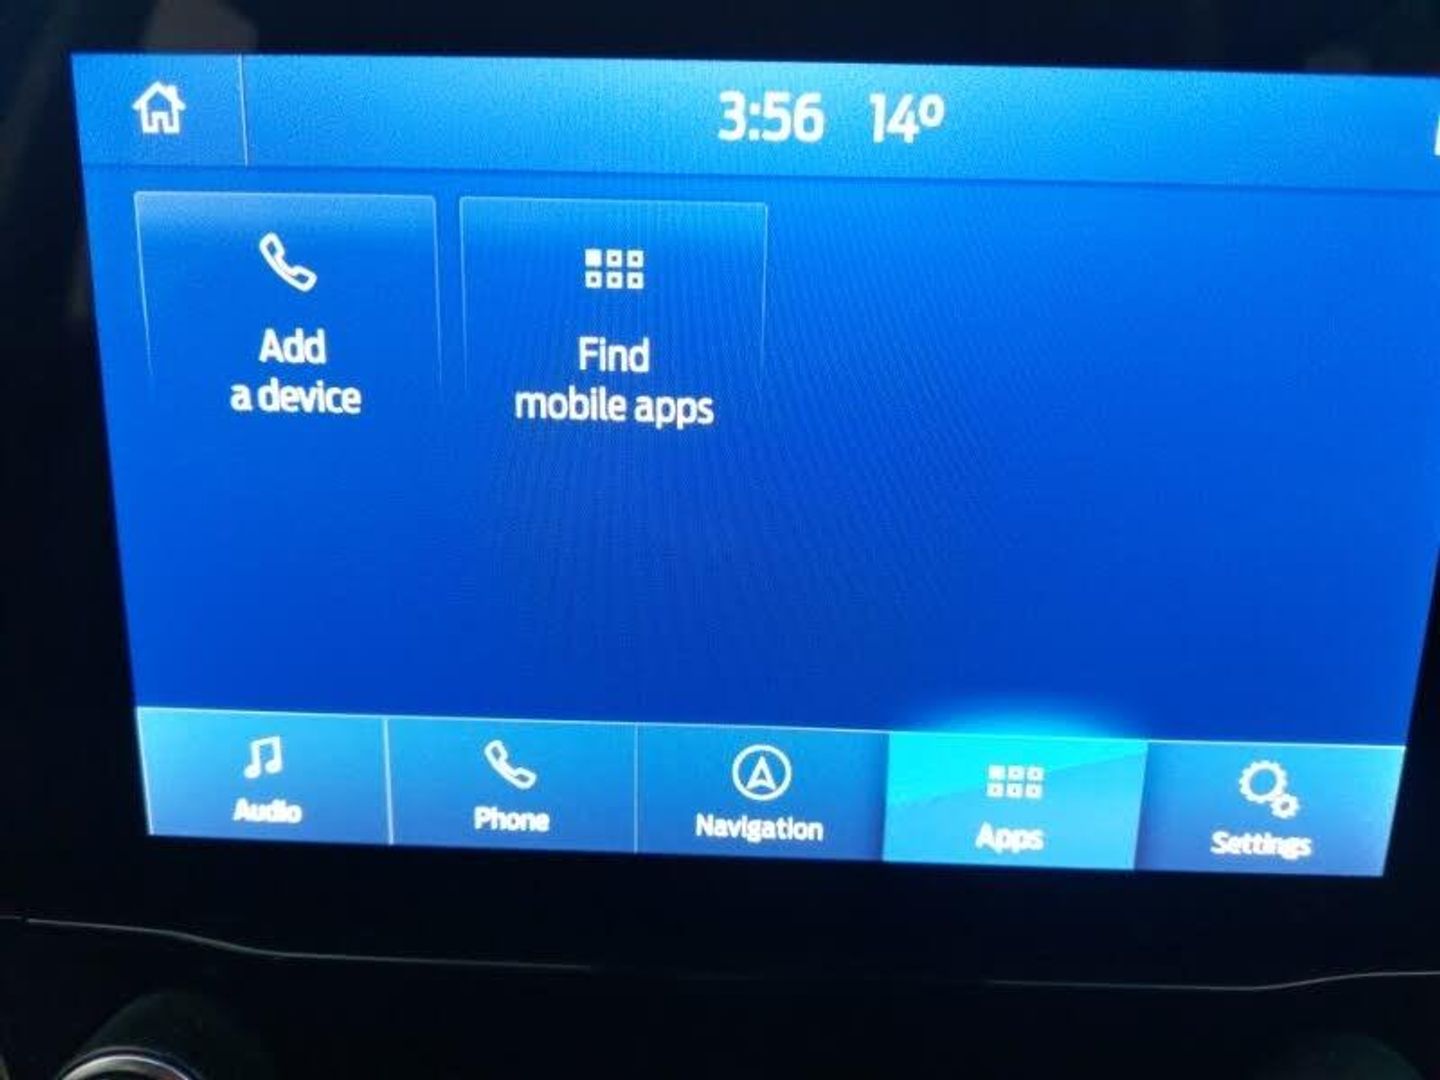 3:56 14°
Add
a device
Find
mobile apps
Audio
Phone
Navigation
Apps
Settings